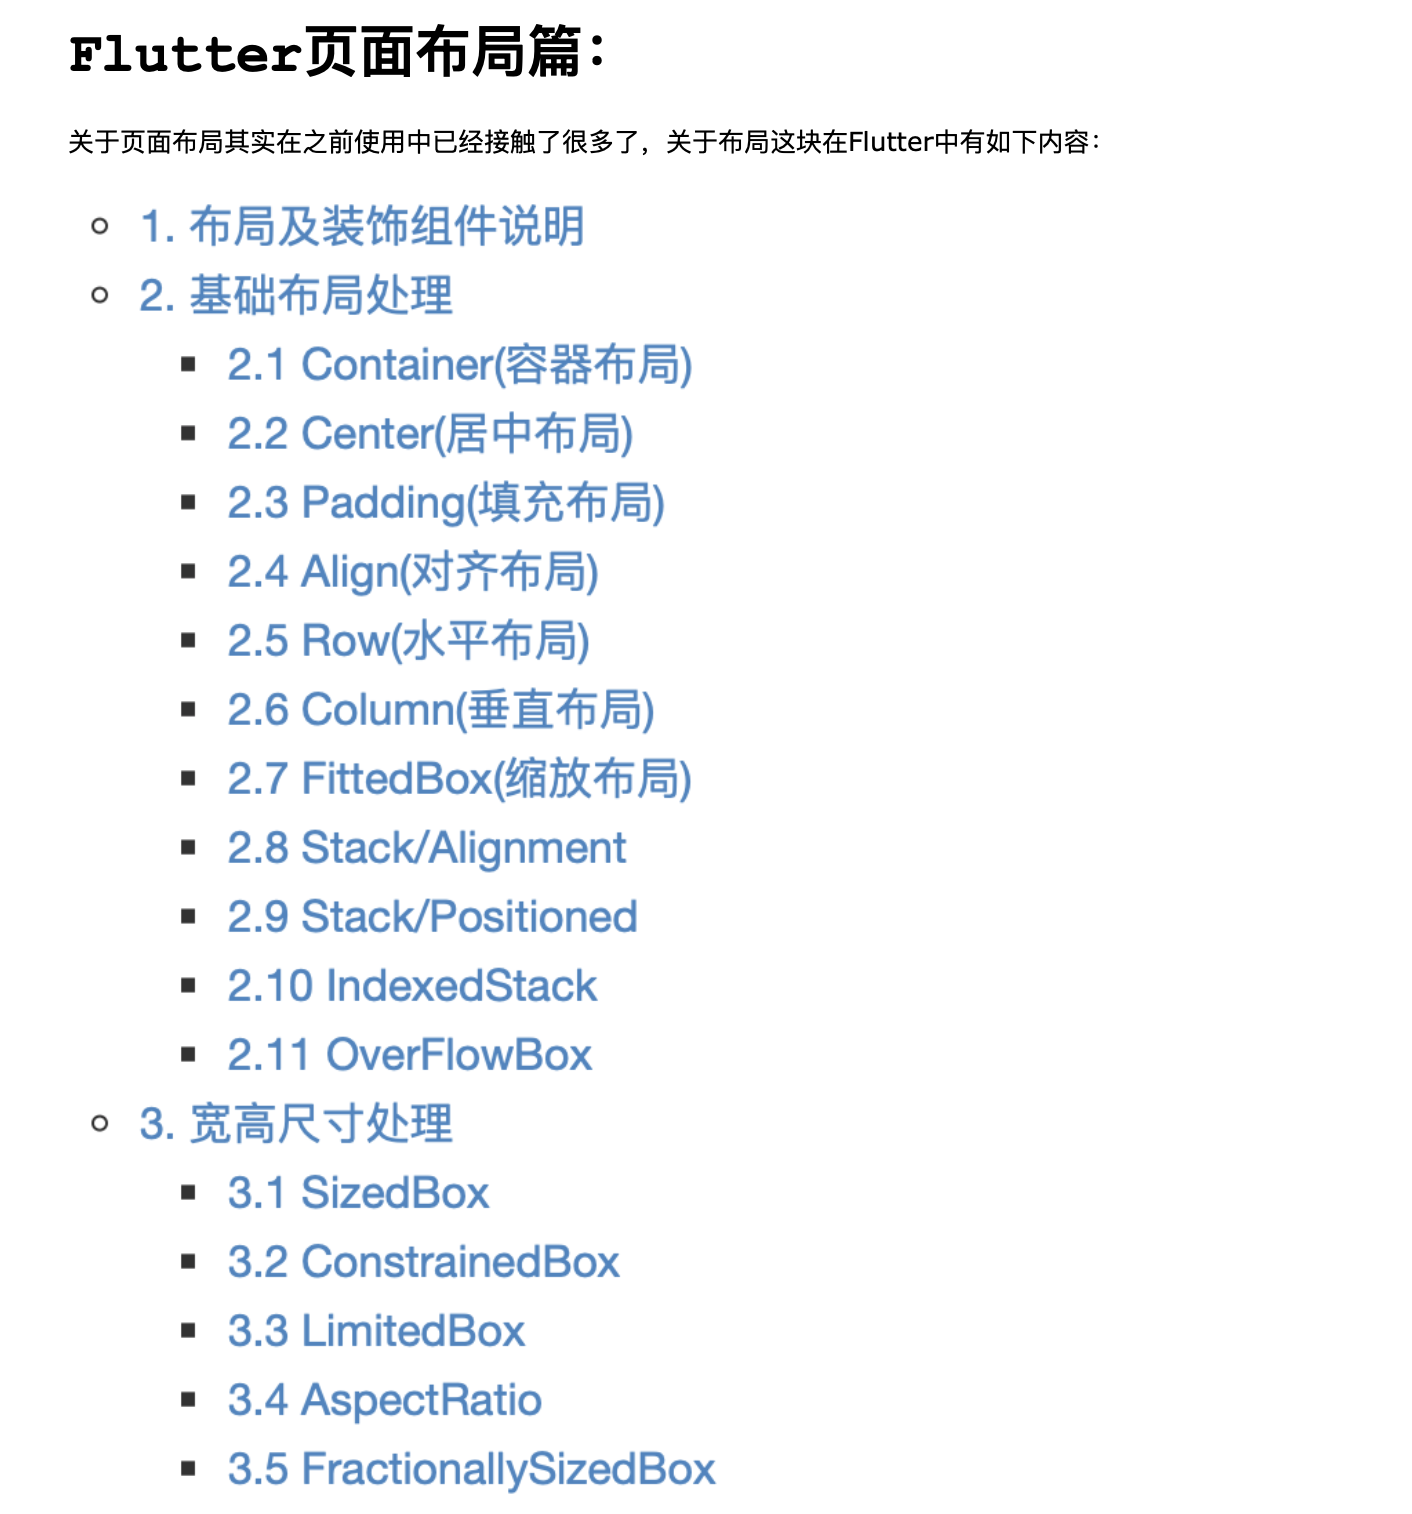 Flutter页面布局篇：
关于页面布局其实在之前使用中已经接触了很多了，关于布局这块在Flutter中有如下内容：
1. 布局及装饰组件说明
2. 基础布局处理
2.1 Container(容器布局)
2.2 Center(居中布局)
2.3 Padding(填充布局)
2.4 Align(对齐布局)
2.5 Row(水平布局)
2.6 Column(垂直布局)
2.7 FittedBox(缩放布局)
2.8 Stack/Alignment
2.9 Stack/Positioned
2.10 IndexedStack
2.11 OverFlowBox
3. 宽高尺寸处理
3.1 SizedBox
3.2 ConstrainedBox
3.3 LimitedBox
3.4 AspectRatio
3.5 FractionallySizedBox